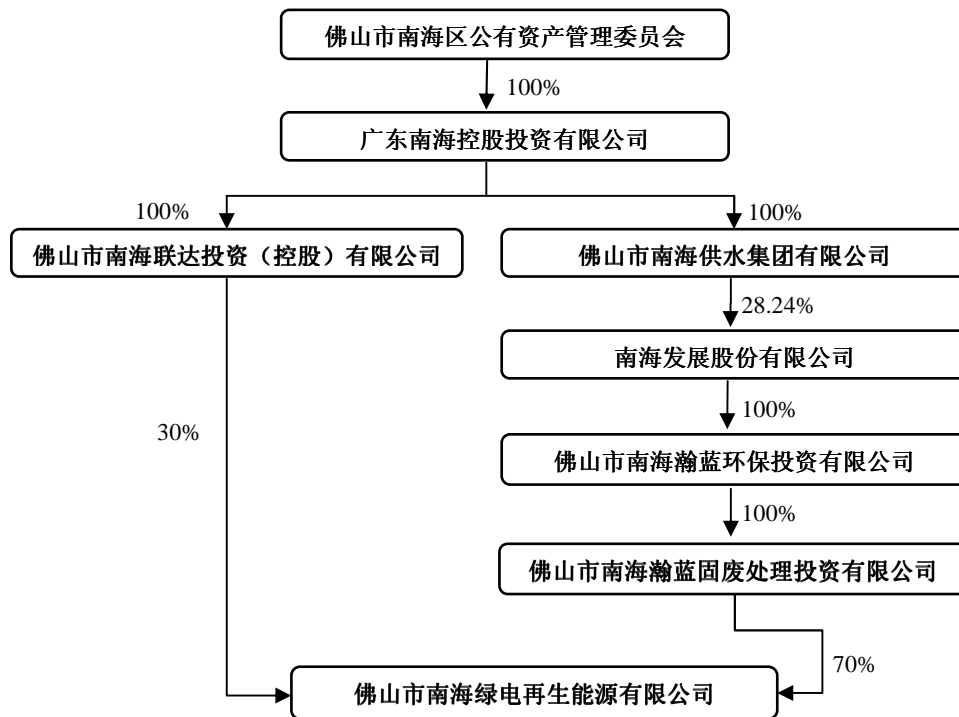 佛山市南海区公有资产管理委员会
100%
广东南海控股投资有限公司
100%
100%
佛山市南海联达投资（控股）有限公司
佛山市南海供水集团有限公司
28.24%
南海发展股份有限公司
100%
30%
佛山市南海瀚蓝环保投资有限公司
100%
佛山市南海瀚蓝固废处理投资有限公司
70%
佛山市南海绿电再生能源有限公司